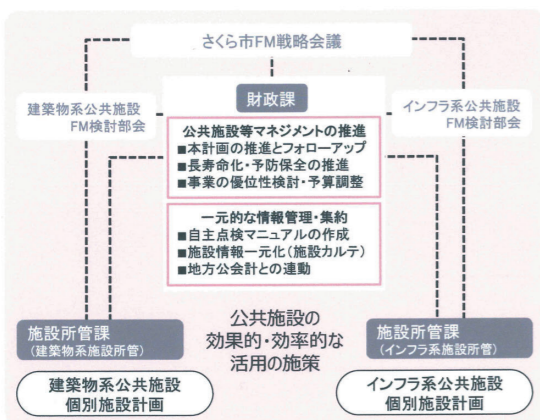 さくら市FM戦略会議
財政課
建築物系公共施設
FM検討部会
インフラ系公共施設
FM検討部会
公共施設等マネジメントの推進
■本計画の推進とフォローアップ
■長寿命化・予防保全の推進
■事業の優位性検討・予算調整
一元的な情報管理・集約
■自主点検マニュアルの作成
■施設情報一元化(施設カルテ)
■地方公会計との連動
公共施設の
効果的・効率的な
活用の施策
施設所管課
(建築物系施設所管)
施設所管課
(インフラ系施設所管)
建築物系公共施設
個別施設計画
インフラ系公共施設
個別施設計画